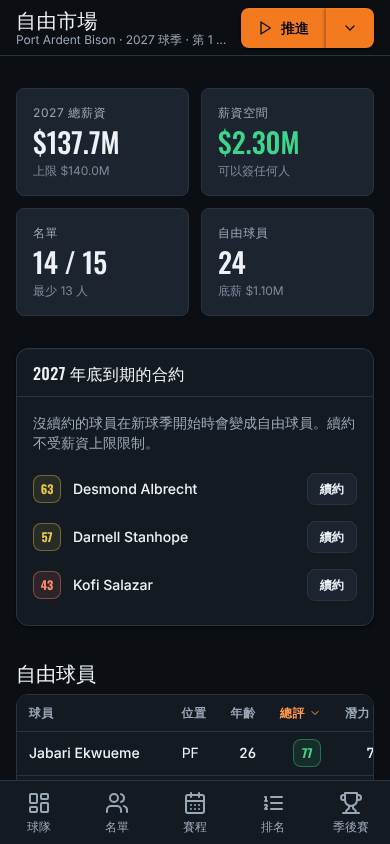 自由市場
Port Ardent Bison · 2027 球季 · 第 1 ...
推進
2027 總薪資
$137.7M
上限 $140.0M
薪資空間
$2.30M
可以簽任何人
名單
14 / 15
最少 13 人
自由球員
24
底薪 $1.10M
2027 年底到期的合約
沒續約的球員在新球季開始時會變成自由球員。續約
不受薪資上限限制。
63 Desmond Albrecht 續約
57 Darnell Stanhope 續約
43 Kofi Salazar 續約
自由球員
球員 位置 年齡 總評 潛力
Jabari Ekwueme PF 26 77
球隊 名單 賽程 排名 季後賽